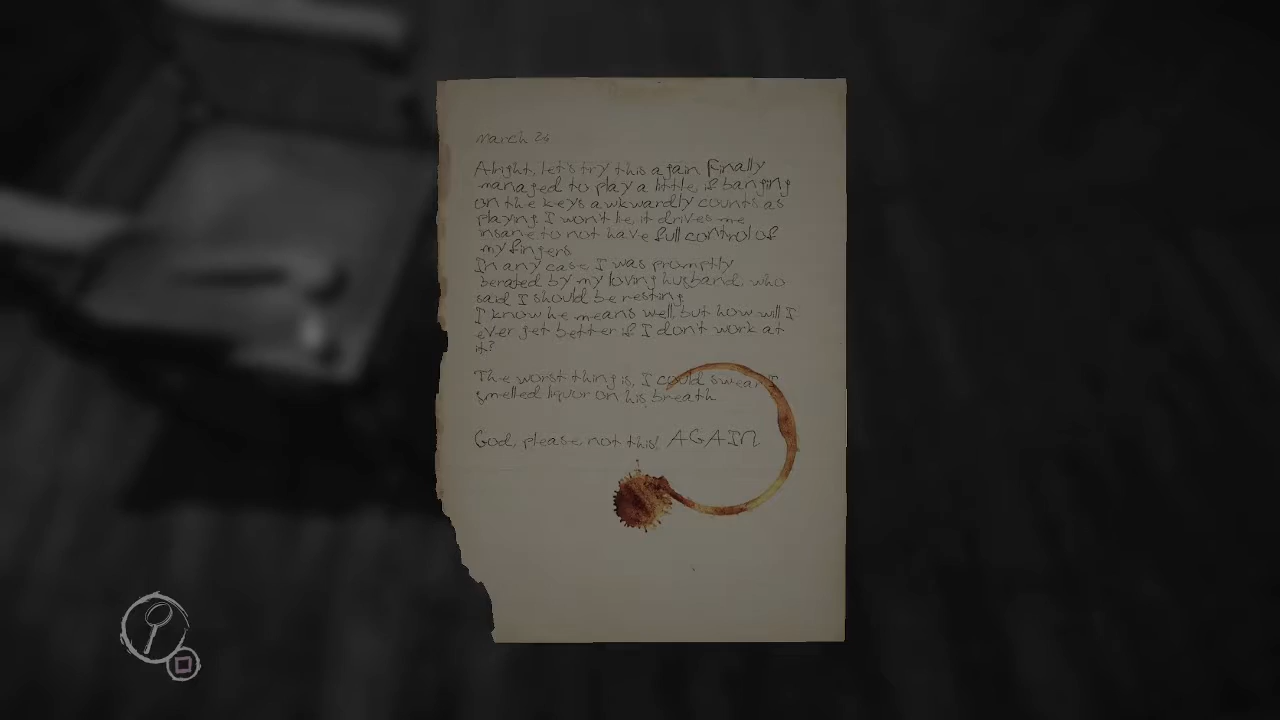 march 26
Alright, let's try this again. Finally
managed to play a little, if banging
on the keys awkwardly counts as
playing. I won't lie, it drives me
insane to not have full control of
my fingers.
In any case I was promptly
berated by my loving husband, who
said I should be resting.
I know he means well, but how will I
ever get better if I don't work at
it?
The worst thing is, I could swear I
smelled liquor on his breath
God, please, not this, AGAIN